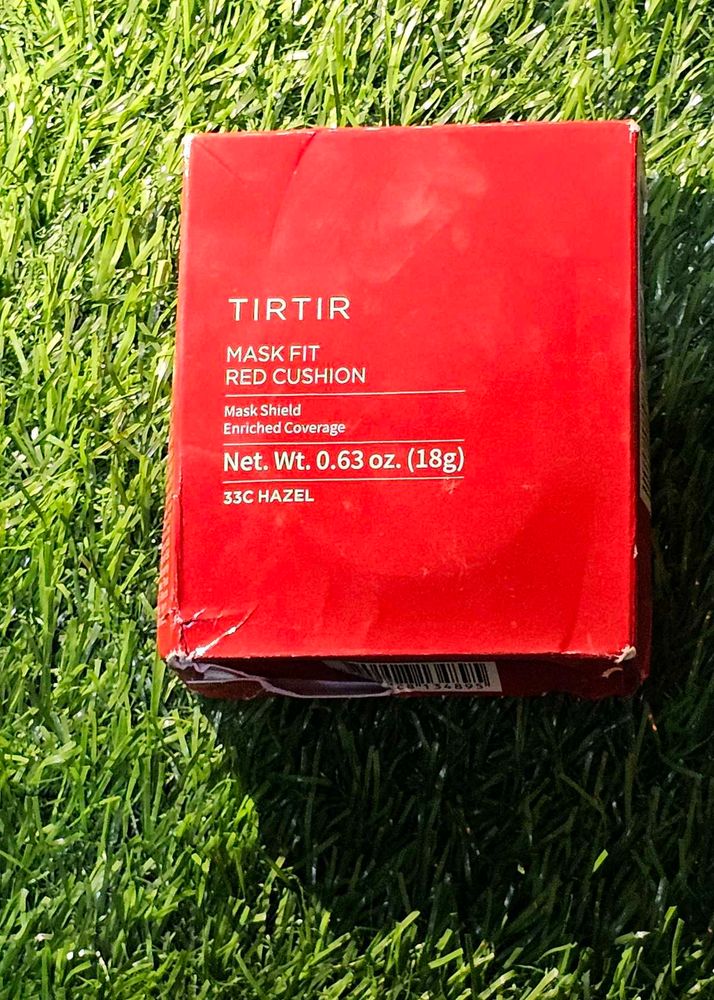 TIRTIR
MASK FIT
RED CUSHION
Mask Shield
Enriched Coverage
Net. Wt. 0.63 oz. (18g)
33C HAZEL